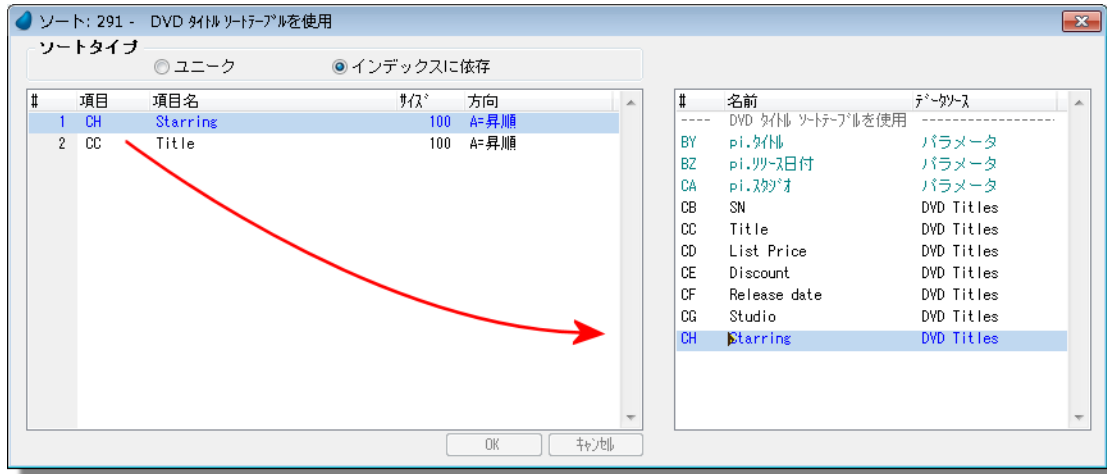 ソート: 291 - DVD ﾀｲﾄﾙ ｿｰﾄﾃｰﾌﾞﾙを使用
ソートタイプ
ユニーク インデックスに依存
# 項目 項目名 ｻｲｽﾞ 方向
1 CH Starring 100 A=昇順
2 CC Title 100 A=昇順
# 名前 ﾃﾞｰﾀｿｰｽ
---- DVD ﾀｲﾄﾙ ｿｰﾄﾃｰﾌﾞﾙを使用 ------------------
BY pi.ﾀｲﾄﾙ パラメータ
BZ pi.ﾘﾘｰｽ日付 パラメータ
CA pi.ｽﾀｼﾞｵ パラメータ
CB SN DVD Titles
CC Title DVD Titles
CD List Price DVD Titles
CE Discount DVD Titles
CF Release date DVD Titles
CG Studio DVD Titles
CH Starring DVD Titles
OK ｷｬﾝｾﾙ